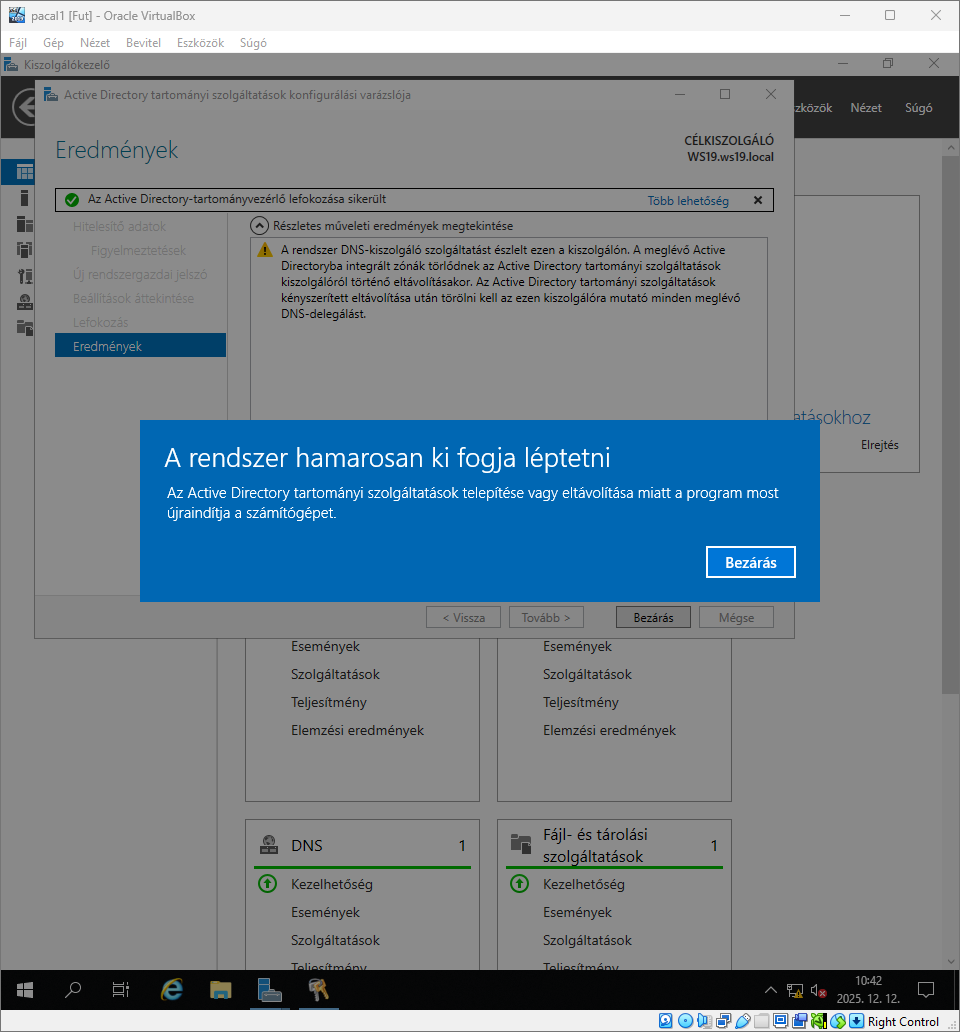 pacal1 [Fut] - Oracle VirtualBox
Fájl Gép Nézet Bevitel Eszközök Súgó
Kiszolgálókezelő
Active Directory tartományi szolgáltatások konfigurálási varázslója
zközök Nézet Súgó
Eredmények
CÉLKISZOLGÁLÓ
WS19.ws19.local
Az Active Directory-tartományvezérlő lefokozása sikerült
Több lehetőség
Hitelesítő adatok
Figyelmeztetések
Új rendszergazdai jelszó
Beállítások áttekintése
Lefokozás
Eredmények
Részletes műveleti eredmények megtekintése
A rendszer DNS-kiszolgáló szolgáltatást észlelt ezen a kiszolgálón. A meglévő Active
Directoryba integrált zónák törlődnek az Active Directory tartományi szolgáltatások
kiszolgálóról történő eltávolításakor. Az Active Directory tartományi szolgáltatások
kényszerített eltávolítása után törölni kell az ezen kiszolgálóra mutató minden meglévő
DNS-delegálást.
atásokhoz
Elrejtés
A rendszer hamarosan ki fogja léptetni
Az Active Directory tartományi szolgáltatások telepítése vagy eltávolítása miatt a program most
újraindítja a számítógépet.
Bezárás
< Vissza Tovább > Bezárás Mégse
Események
Szolgáltatások
Teljesítmény
Elemzési eredmények
Események
Szolgáltatások
Teljesítmény
Elemzési eredmények
DNS 1
Kezelhetőség
Események
Szolgáltatások
Teljesítmény
Fájl- és tárolási
szolgáltatások 1
Kezelhetőség
Események
Szolgáltatások
Teljesítmény
10:42
2025. 12. 12.
Right Control